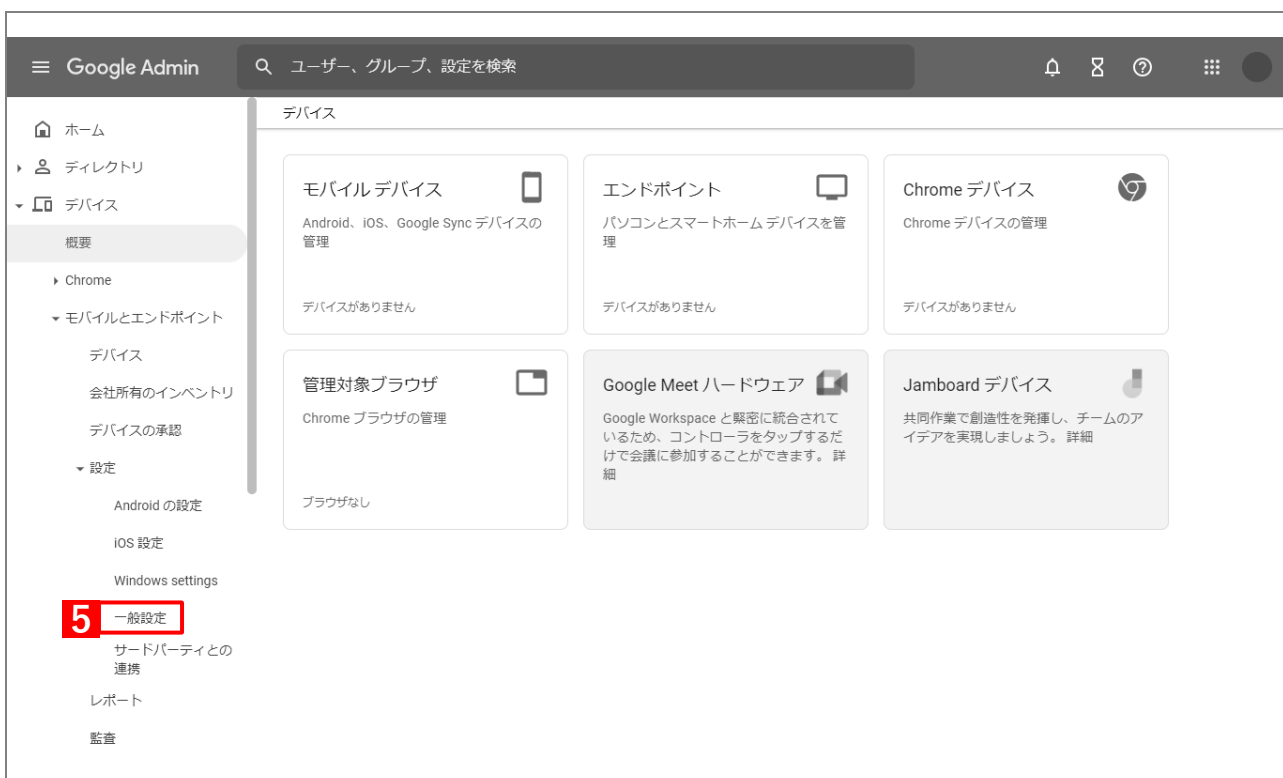 Google Admin
ユーザー、グループ、設定を検索
ホーム
ディレクトリ
デバイス
概要
Chrome
モバイルとエンドポイント
デバイス
会社所有のインベントリ
デバイスの承認
設定
Android の設定
iOS 設定
Windows settings
5 一般設定
サードパーティとの
連携
レポート
監査
デバイス
モバイル デバイス
Android、iOS、Google Sync デバイスの
管理
デバイスがありません
エンドポイント
パソコンとスマートホーム デバイスを管
理
デバイスがありません
Chrome デバイス
Chrome デバイスの管理
デバイスがありません
管理対象ブラウザ
Chrome ブラウザの管理
ブラウザなし
Google Meet ハードウェア
Google Workspace と緊密に統合されて
いるため、コントローラをタップするだ
けで会議に参加することができます。 詳
細
Jamboard デバイス
共同作業で創造性を発揮し、チームのア
イデアを実現しましょう。 詳細